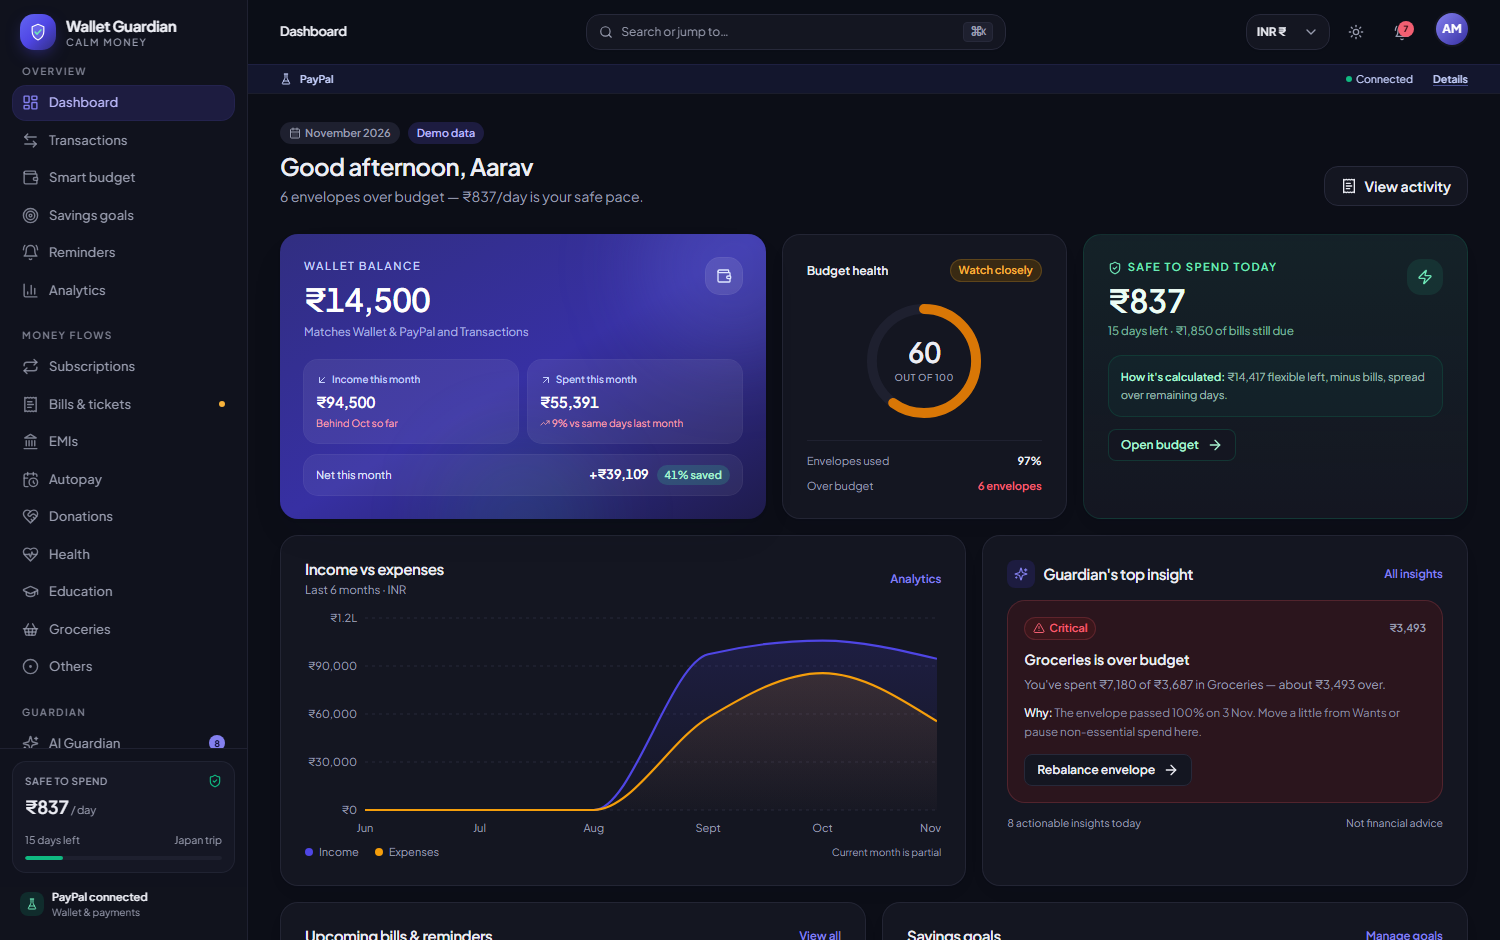 Wallet Guardian
CALM MONEY
OVERVIEW
Dashboard
Transactions
Smart budget
Savings goals
Reminders
Analytics
MONEY FLOWS
Subscriptions
Bills & tickets
EMIs
Autopay
Donations
Health
Education
Groceries
Others
GUARDIAN
AI Guardian 8
SAFE TO SPEND
₹837 / day
15 days left Japan trip
PayPal connected
Wallet & payments
Dashboard
Search or jump to...
⌘K
INR ₹
7
AM
PayPal
Connected Details
November 2026 Demo data
Good afternoon, Aarav
6 envelopes over budget — ₹837/day is your safe pace.
View activity
WALLET BALANCE
₹14,500
Matches Wallet & PayPal and Transactions
Income this month
₹94,500
Behind Oct so far
Spent this month
₹55,391
9% vs same days last month
Net this month +₹39,109 41% saved
Budget health Watch closely
60
OUT OF 100
Envelopes used 97%
Over budget 6 envelopes
SAFE TO SPEND TODAY
₹837
15 days left · ₹1,850 of bills still due
How it's calculated: ₹14,417 flexible left, minus bills, spread
over remaining days.
Open budget
Income vs expenses
Last 6 months · INR
Analytics
₹1.2L
₹90,000
₹60,000
₹30,000
₹0
Jun Jul Aug Sept Oct Nov
Income Expenses
Current month is partial
Guardian's top insight All insights
Critical ₹3,493
Groceries is over budget
You've spent ₹7,180 of ₹3,687 in Groceries — about ₹3,493 over.
Why: The envelope passed 100% on 3 Nov. Move a little from Wants or
pause non-essential spend here.
Rebalance envelope
8 actionable insights today Not financial advice
Upcoming bills & reminders View all
Savings goals Manage goals